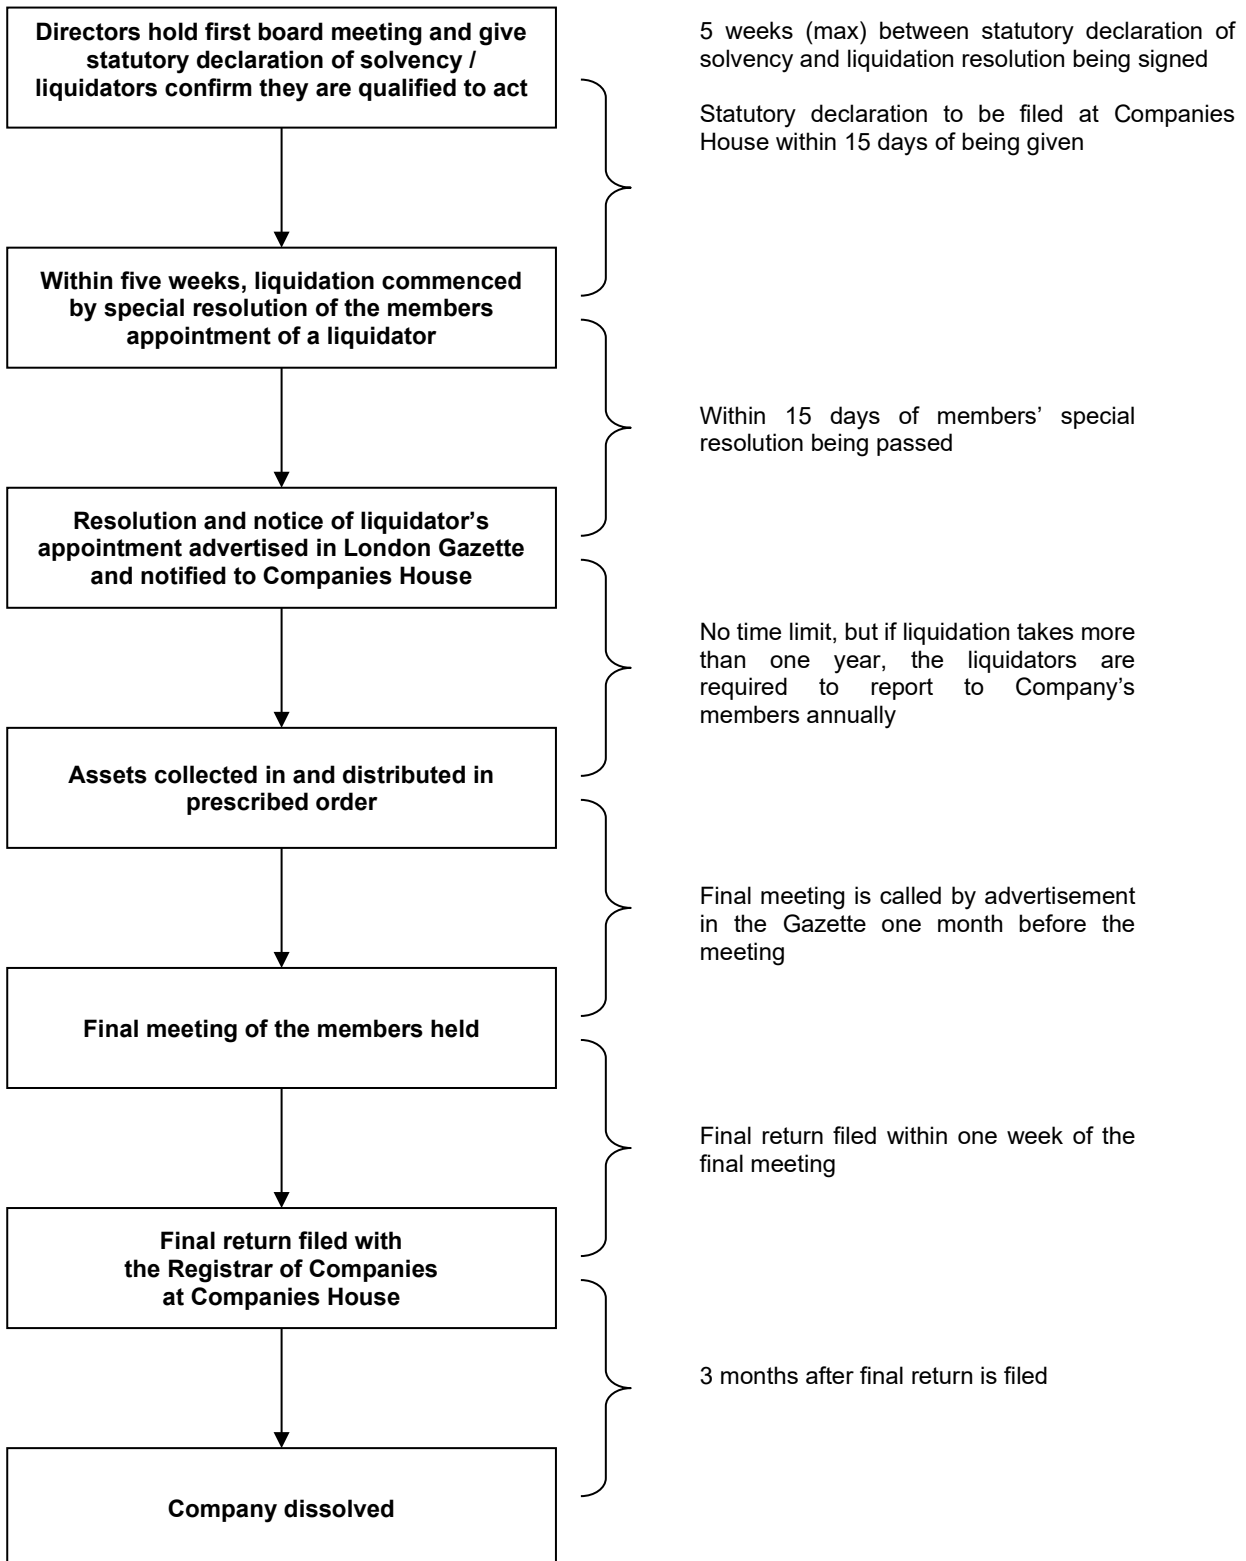 Directors hold first board meeting and give
statutory declaration of solvency /
liquidators confirm they are qualified to act
5 weeks (max) between statutory declaration of
solvency and liquidation resolution being signed
Statutory declaration to be filed at Companies
House within 15 days of being given
Within five weeks, liquidation commenced
by special resolution of the members
appointment of a liquidator
Within 15 days of members’ special
resolution being passed
Resolution and notice of liquidator’s
appointment advertised in London Gazette
and notified to Companies House
No time limit, but if liquidation takes more
than one year, the liquidators are
required to report to Company’s
members annually
Assets collected in and distributed in
prescribed order
Final meeting is called by advertisement
in the Gazette one month before the
meeting
Final meeting of the members held
Final return filed within one week of the
final meeting
Final return filed with
the Registrar of Companies
at Companies House
3 months after final return is filed
Company dissolved